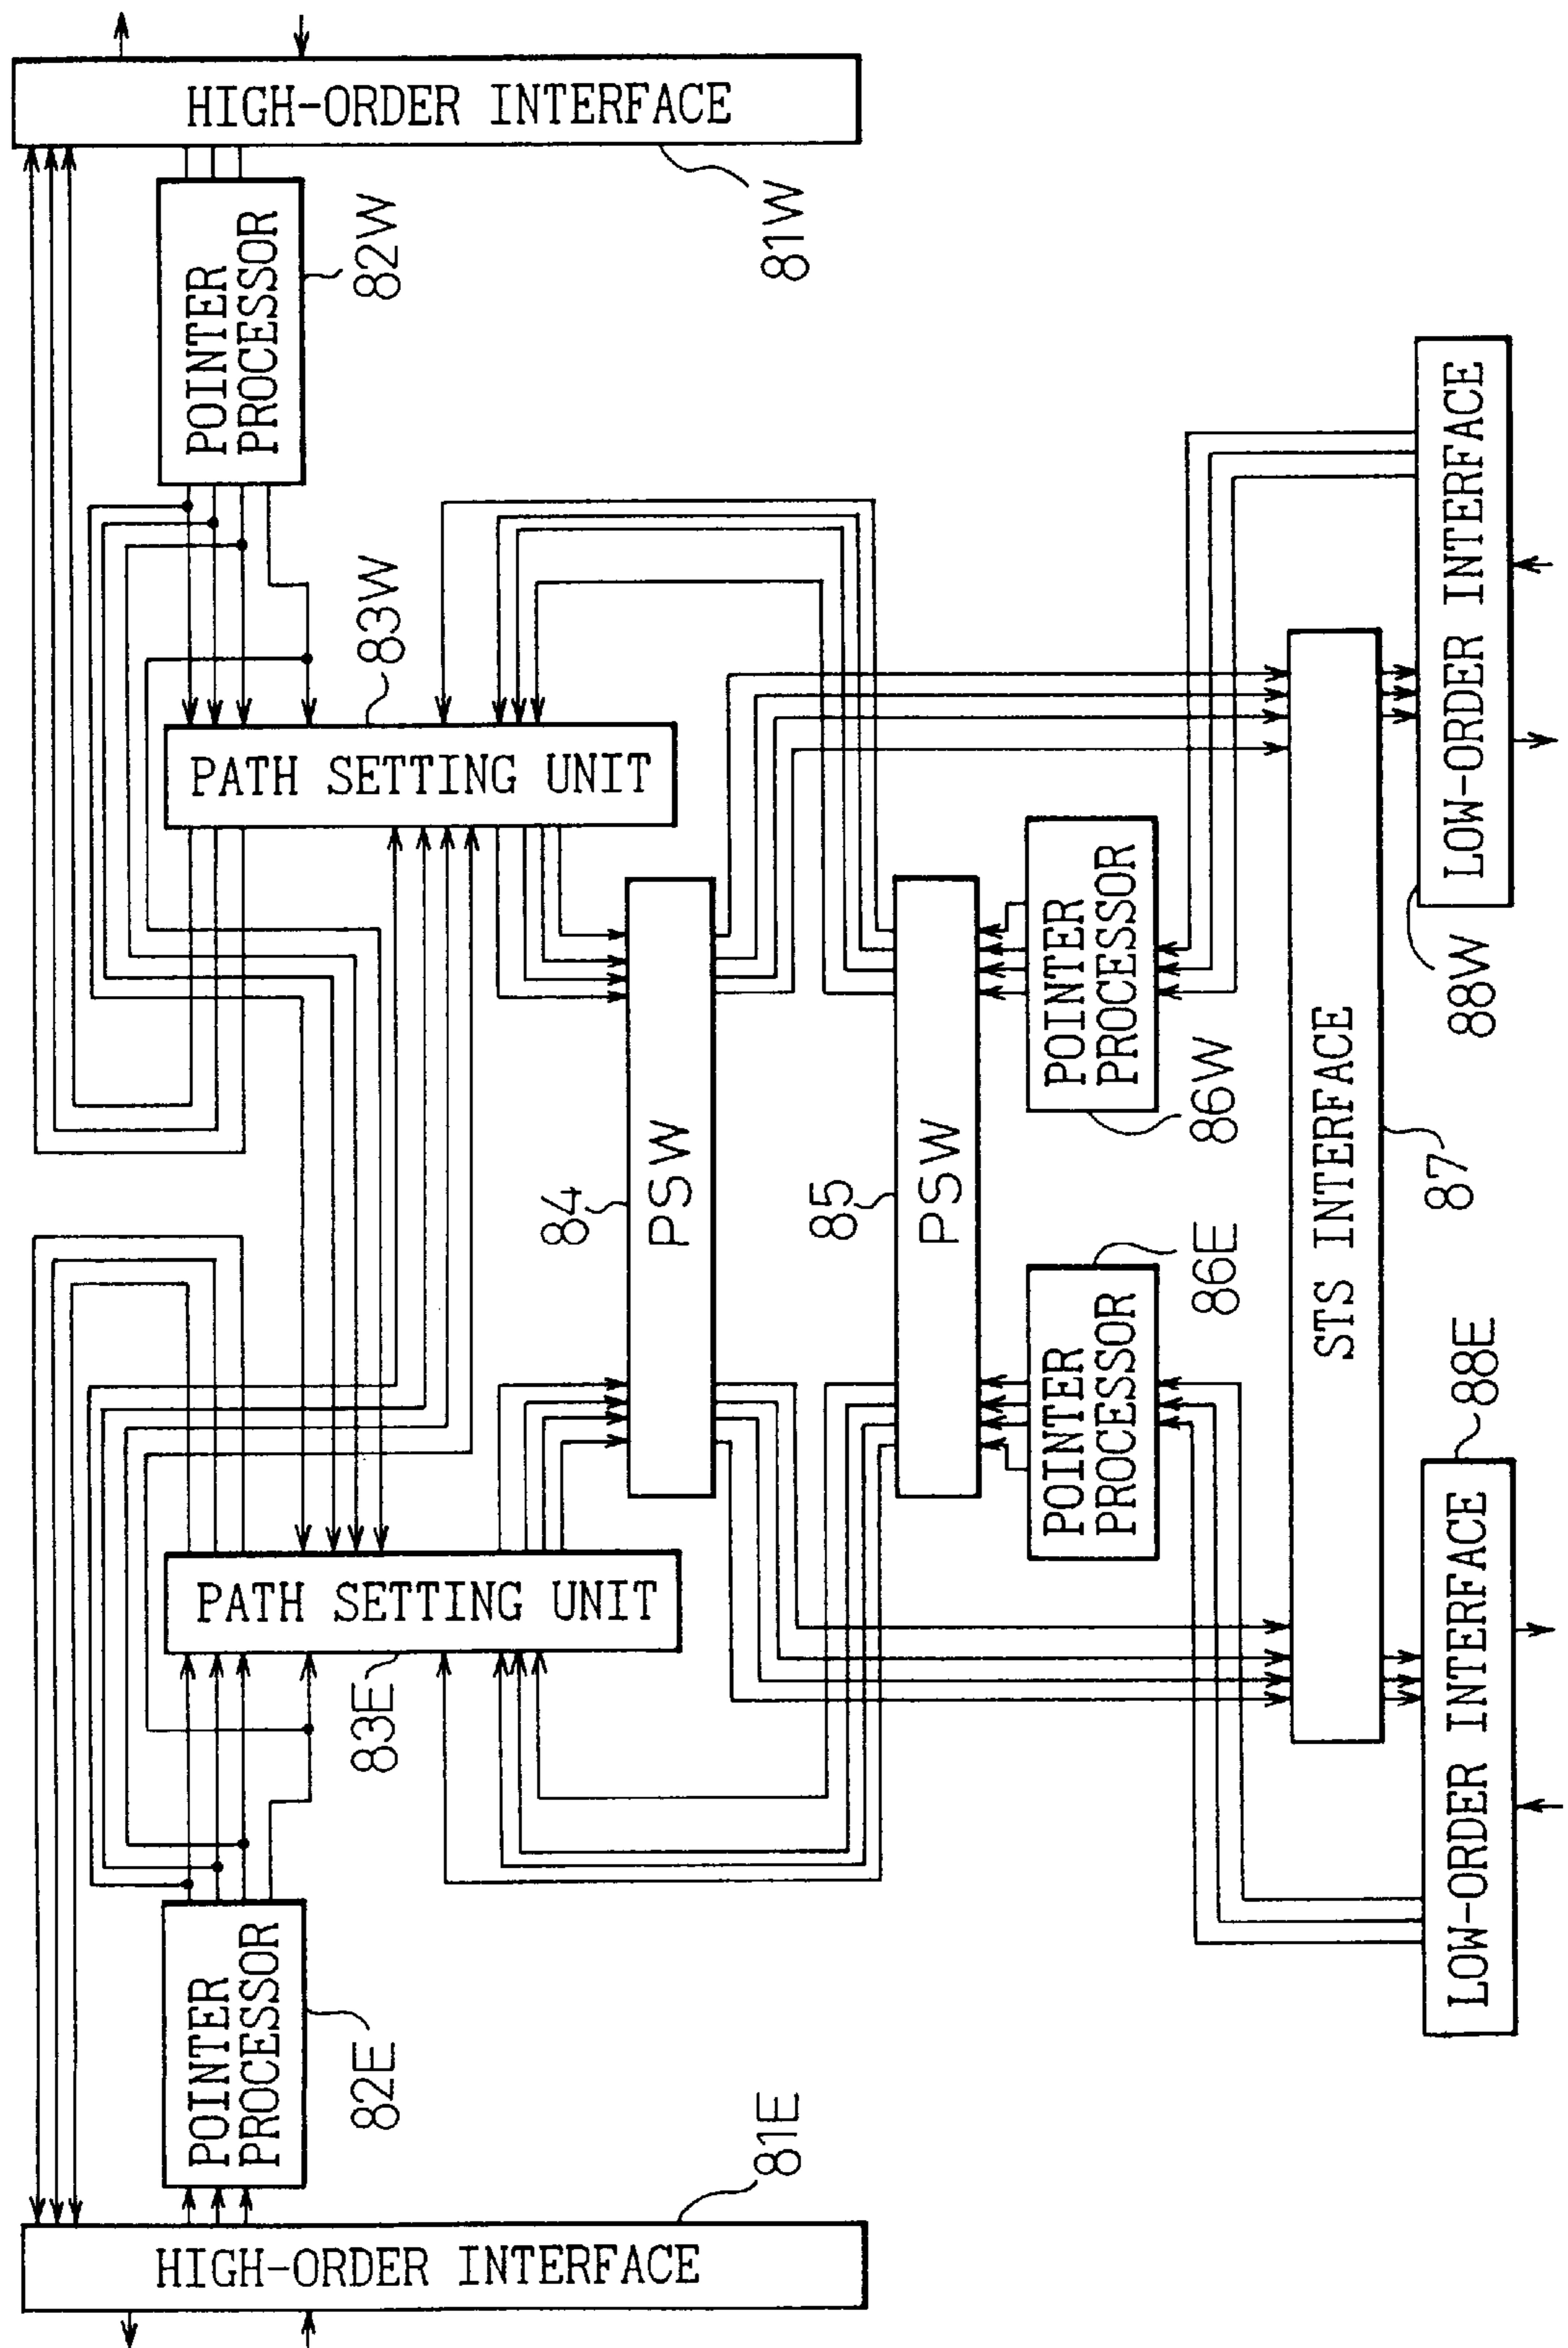 HIGH-ORDER INTERFACE
81W
POINTER
PROCESSOR
82W
PATH SETTING UNIT
83W
PSW
84
PSW
85
POINTER
PROCESSOR
86W
POINTER
PROCESSOR
86E
STS INTERFACE
87
LOW-ORDER INTERFACE
88W
LOW-ORDER INTERFACE
88E
PATH SETTING UNIT
83E
POINTER
PROCESSOR
82E
HIGH-ORDER INTERFACE
81E